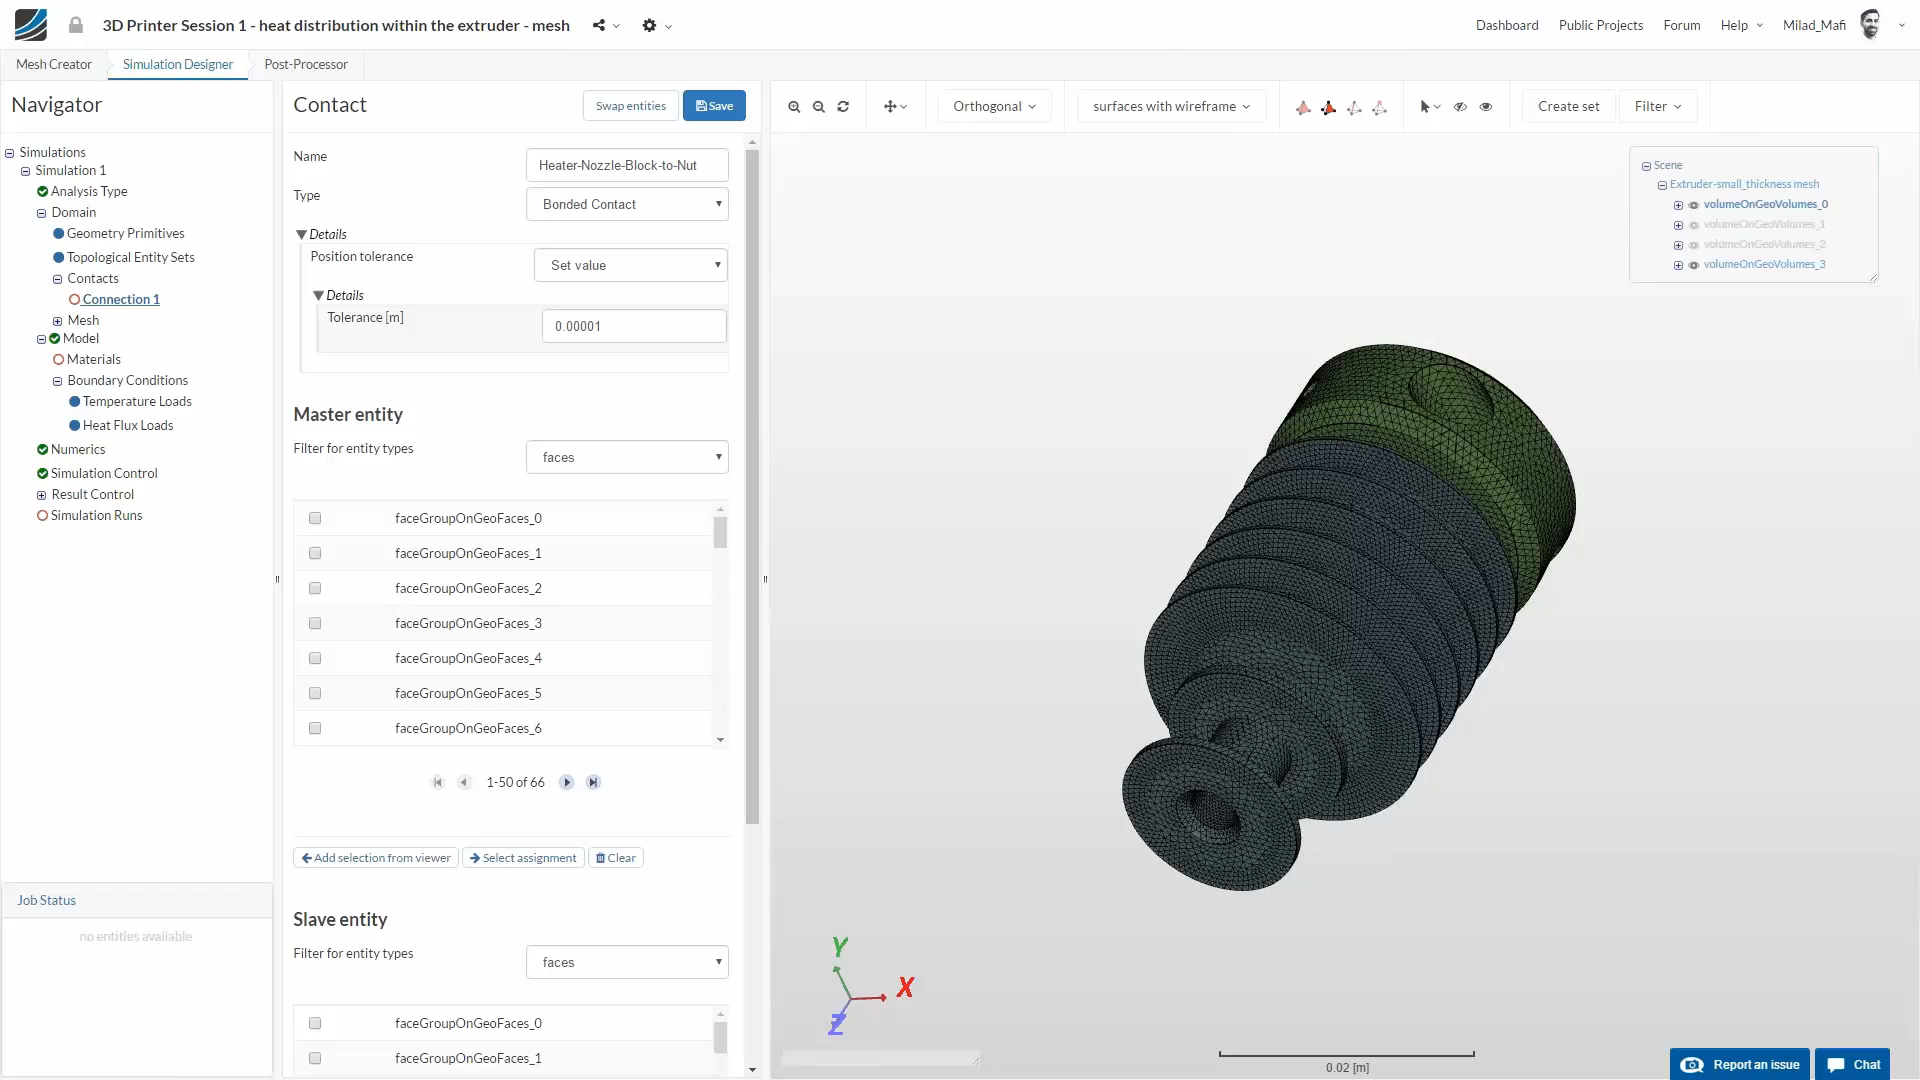 3D Printer Session 1 - heat distribution within the extruder - mesh
Dashboard
Public Projects
Forum
Help
Milad_Mafi
Mesh Creator
Simulation Designer
Post-Processor
Navigator
Simulations
Simulation 1
Analysis Type
Domain
Geometry Primitives
Topological Entity Sets
Contacts
Connection 1
Mesh
Model
Materials
Boundary Conditions
Temperature Loads
Heat Flux Loads
Numerics
Simulation Control
Result Control
Simulation Runs
Job Status
no entities available
Contact
Swap entities
Save
Name
Heater-Nozzle-Block-to-Nut
Type
Bonded Contact
Details
Position tolerance
Set value
Details
Tolerance [m]
0.00001
Master entity
Filter for entity types
faces
faceGroupOnGeoFaces_0
faceGroupOnGeoFaces_1
faceGroupOnGeoFaces_2
faceGroupOnGeoFaces_3
faceGroupOnGeoFaces_4
faceGroupOnGeoFaces_5
faceGroupOnGeoFaces_6
1-50 of 66
Add selection from viewer
Select assignment
Clear
Slave entity
Filter for entity types
faces
faceGroupOnGeoFaces_0
faceGroupOnGeoFaces_1
Orthogonal
surfaces with wireframe
Create set
Filter
Scene
Extruder-small_thickness mesh
volumeOnGeoVolumes_0
volumeOnGeoVolumes_1
volumeOnGeoVolumes_2
volumeOnGeoVolumes_3
Y
X
Z
0.02 [m]
Report an issue
Chat